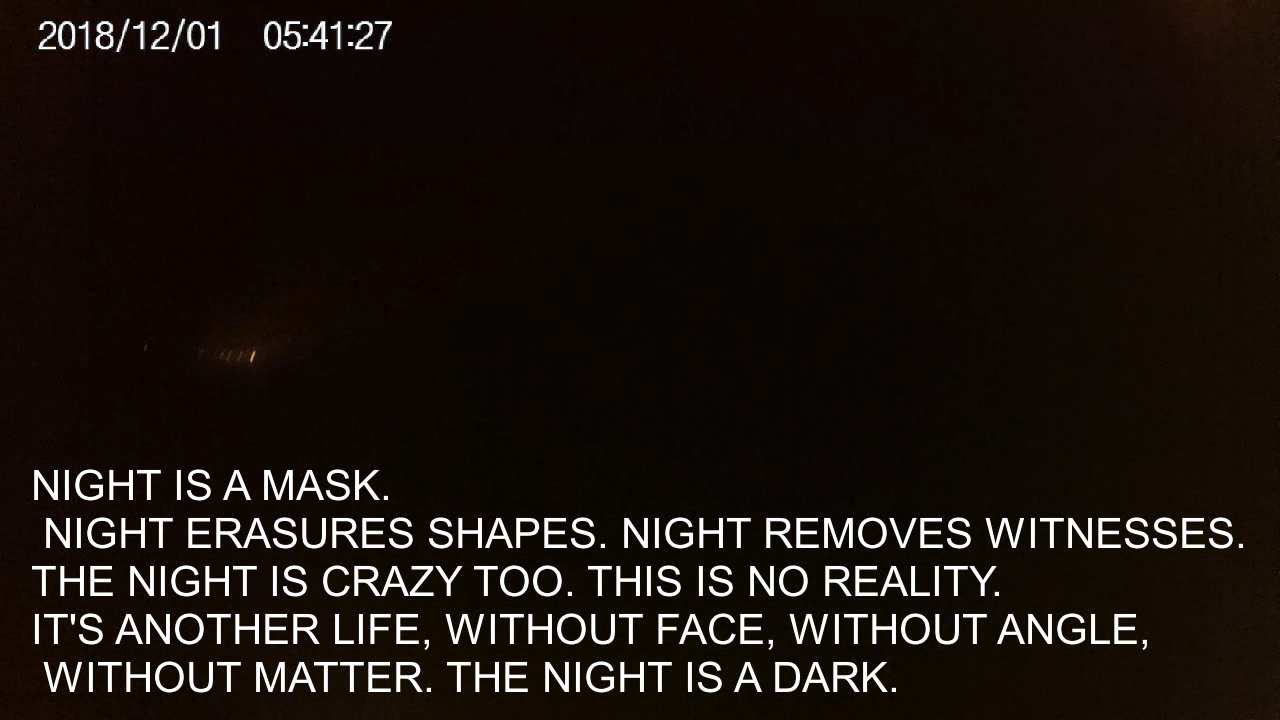 2018/12/01 05:41:27
NIGHT IS A MASK.
NIGHT ERASURES SHAPES. NIGHT REMOVES WITNESSES.
THE NIGHT IS CRAZY TOO. THIS IS NO REALITY.
IT'S ANOTHER LIFE, WITHOUT FACE, WITHOUT ANGLE,
WITHOUT MATTER. THE NIGHT IS A DARK.